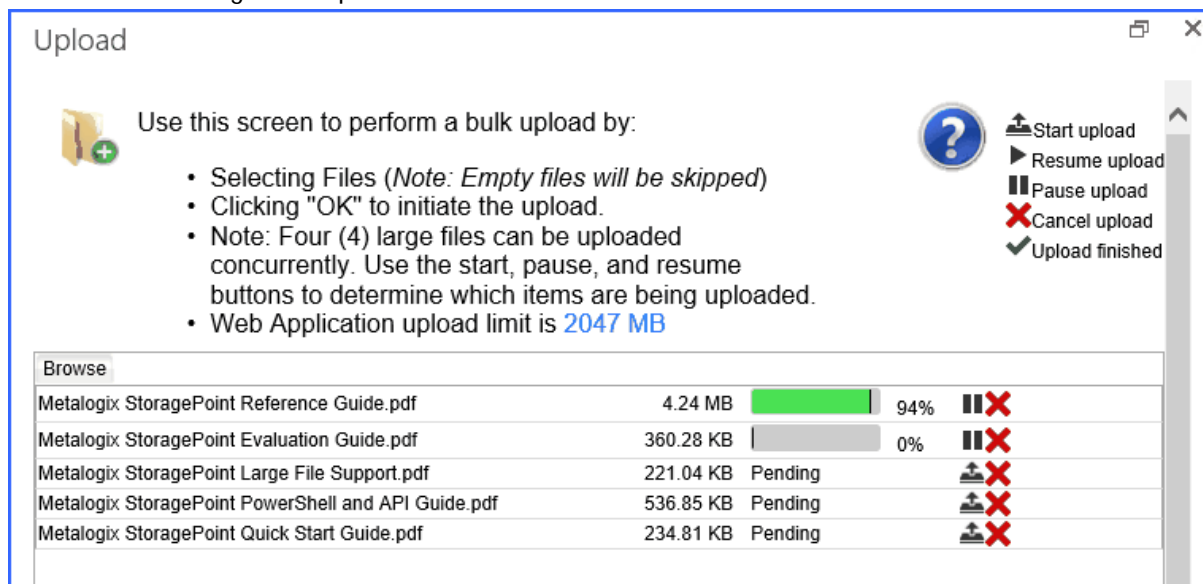 Upload
Use this screen to perform a bulk upload by:
• Selecting Files (Note: Empty files will be skipped)
• Clicking "OK" to initiate the upload.
• Note: Four (4) large files can be uploaded
concurrently. Use the start, pause, and resume
buttons to determine which items are being uploaded.
• Web Application upload limit is 2047 MB
?
Start upload
Resume upload
Pause upload
Cancel upload
Upload finished
Browse
Metalogix StoragePoint Reference Guide.pdf 4.24 MB 94%
Metalogix StoragePoint Evaluation Guide.pdf 360.28 KB 0%
Metalogix StoragePoint Large File Support.pdf 221.04 KB Pending
Metalogix StoragePoint PowerShell and API Guide.pdf 536.85 KB Pending
Metalogix StoragePoint Quick Start Guide.pdf 234.81 KB Pending